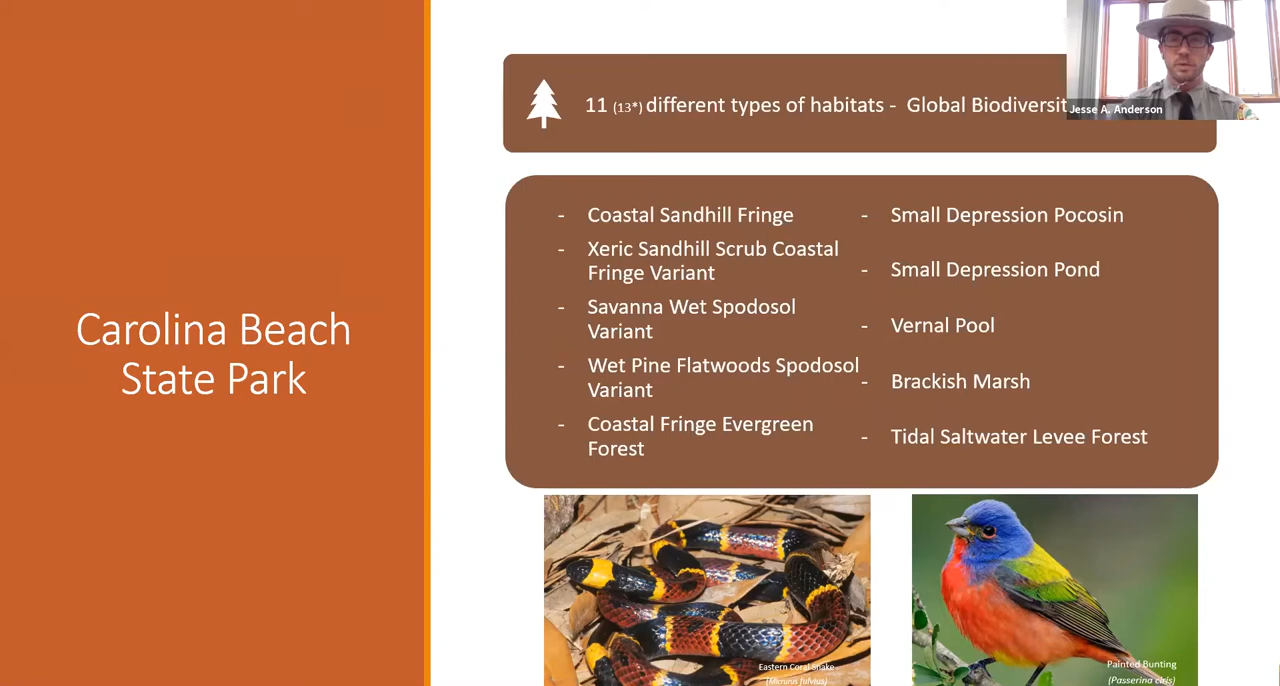 Carolina Beach
State Park
11 (13*) different types of habitats - Global Biodiversit
Jesse A. Anderson
- Coastal Sandhill Fringe
- Xeric Sandhill Scrub Coastal
Fringe Variant
- Savanna Wet Spodosol
Variant
- Wet Pine Flatwoods Spodosol
Variant
- Coastal Fringe Evergreen
Forest
- Small Depression Pocosin
- Small Depression Pond
- Vernal Pool
- Brackish Marsh
- Tidal Saltwater Levee Forest
Eastern Coral Snake
(Micrurus fulvius)
Painted Bunting
(Passerina ciris)